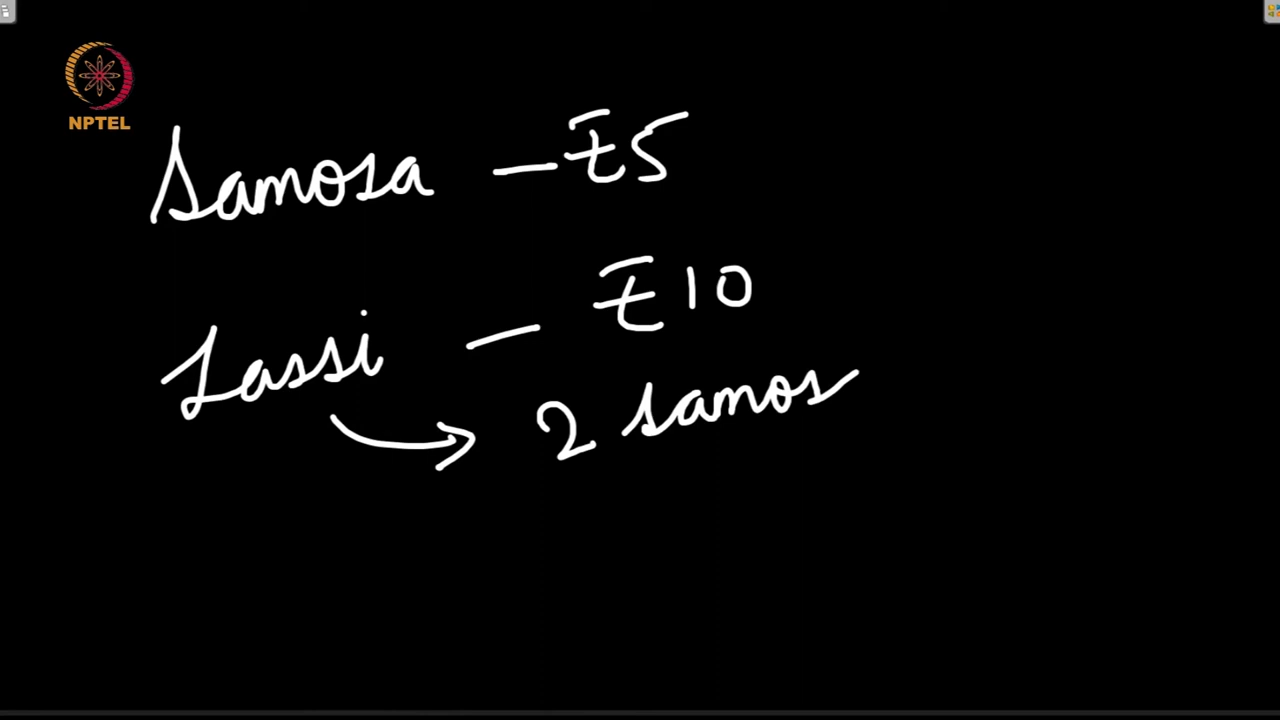 NPTEL
Samosa — ₹5
Lassi — ₹10
→ 2 samos